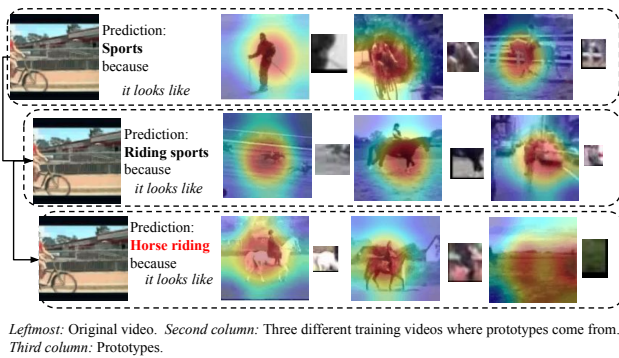 Prediction:
Sports
because
it looks like
Prediction:
Riding sports
because
it looks like
Prediction:
Horse riding
because
it looks like
Leftmost: Original video. Second column: Three different training videos where prototypes come from.
Third column: Prototypes.